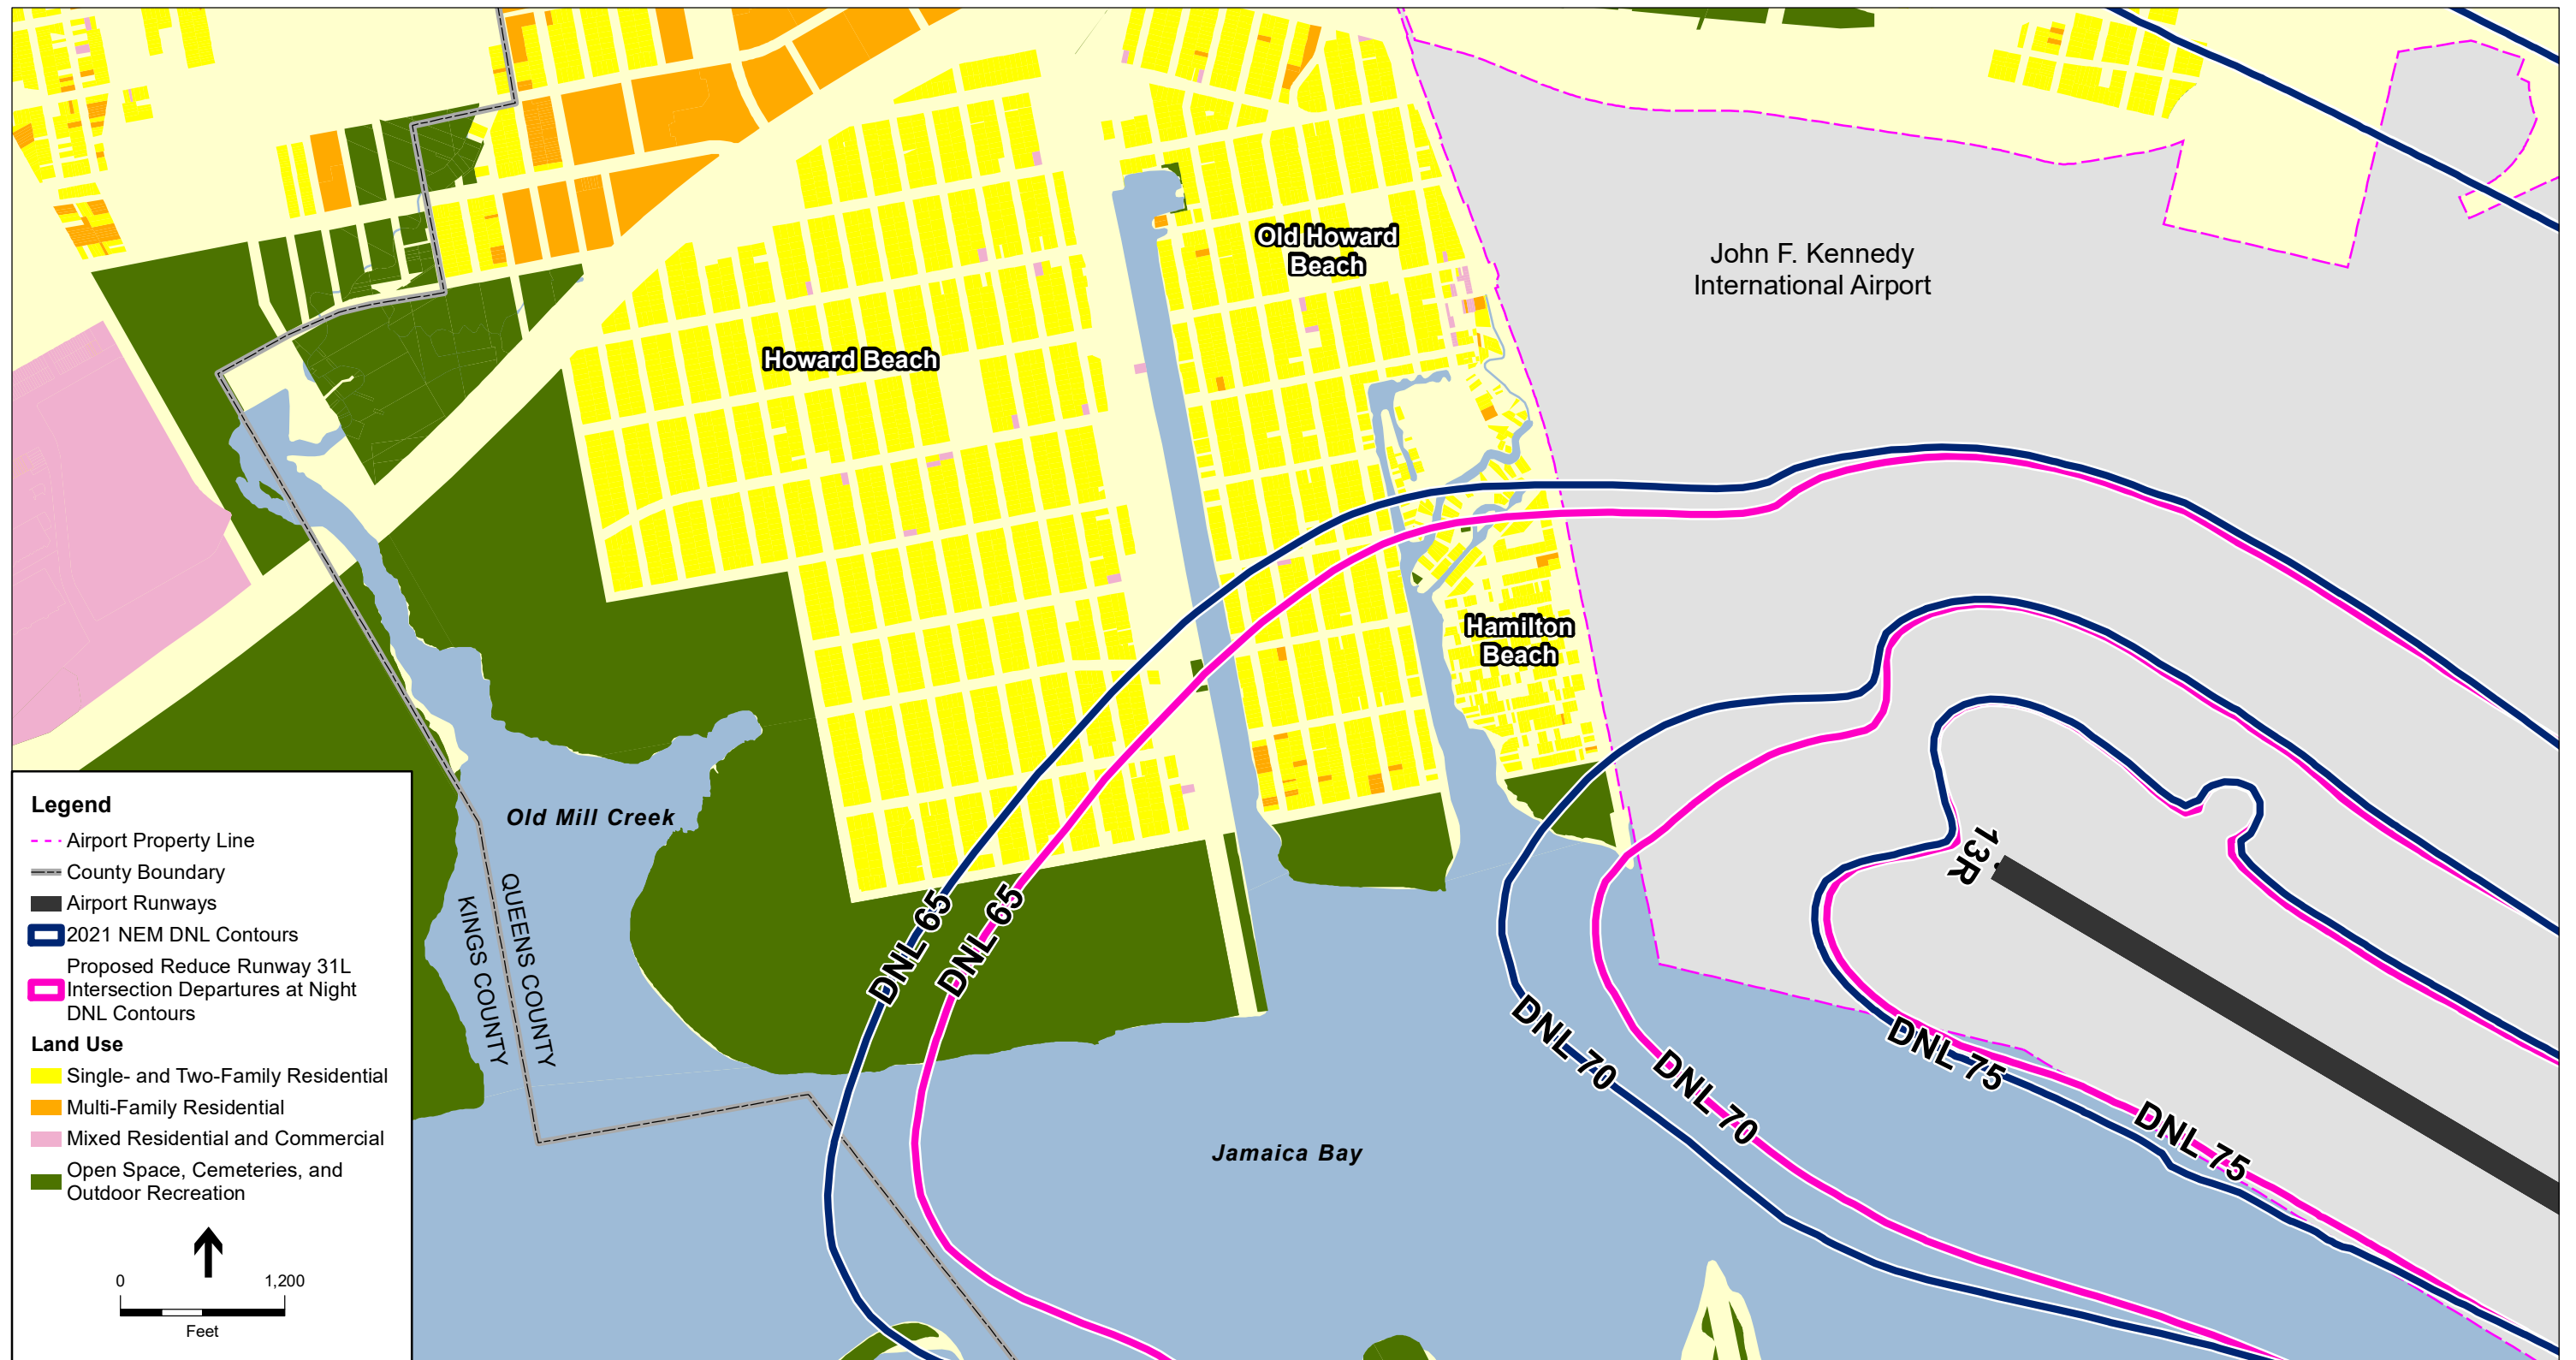 Old Howard
Beach
John F. Kennedy
International Airport
Howard Beach
Hamilton
Beach
13R
Old Mill Creek
DNL 65
DNL 65
DNL 70
DNL 70
DNL 75
DNL 75
KINGS COUNTY
QUEENS COUNTY
Jamaica Bay
Legend
Airport Property Line
County Boundary
Airport Runways
2021 NEM DNL Contours
Proposed Reduce Runway 31L
Intersection Departures at Night
DNL Contours
Land Use
Single- and Two-Family Residential
Multi-Family Residential
Mixed Residential and Commercial
Open Space, Cemeteries, and
Outdoor Recreation
0 1,200
Feet